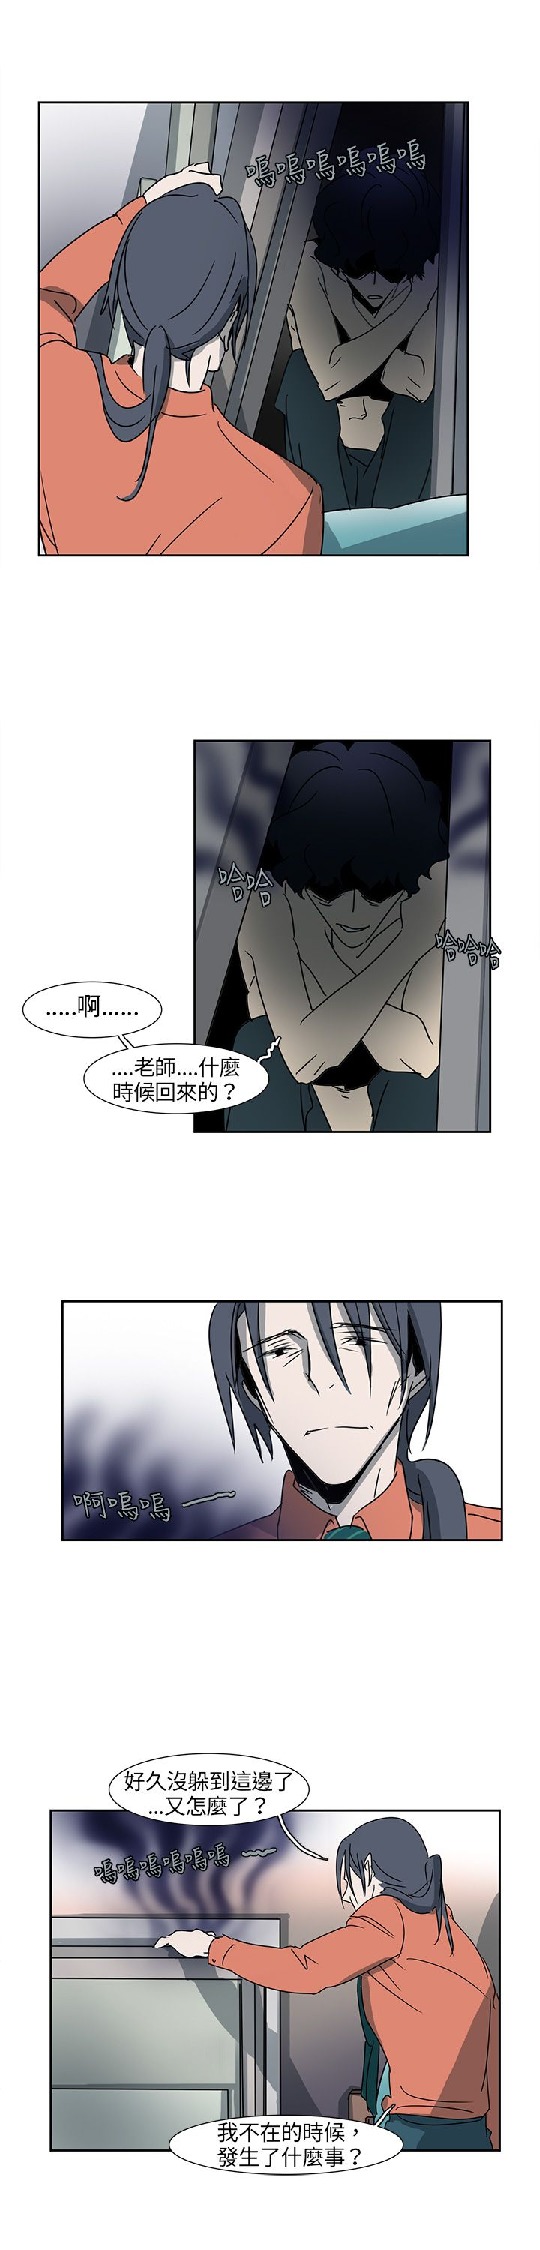 嗚嗚嗚嗚嗚嗚
哈哈
哈哈哈
.....啊......
....老師....什麼
時候回來的？
啊嗚嗚——
好久沒躲到這邊了
...又怎麼了？
嗚嗚嗚嗚嗚嗚——
我不在的時候，
發生了什麼事？